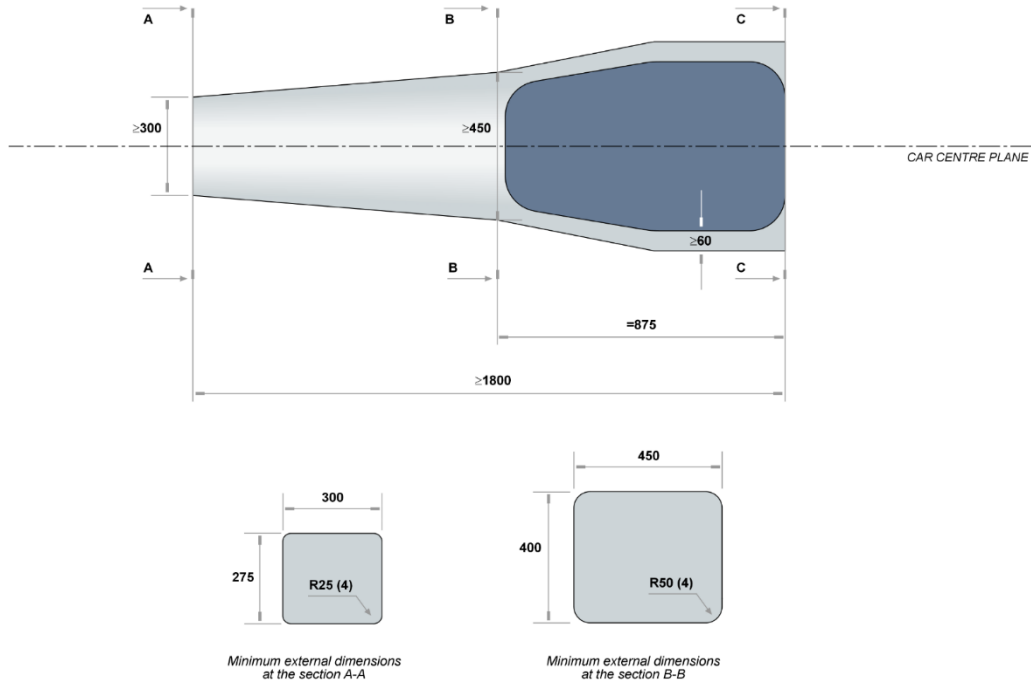 A
B
C
≥300
≥450
CAR CENTRE PLANE
≥60
A
B
C
=875
≥1800
450
300
400
275
R25 (4)
R50 (4)
Minimum external dimensions
at the section A-A
Minimum external dimensions
at the section B-B